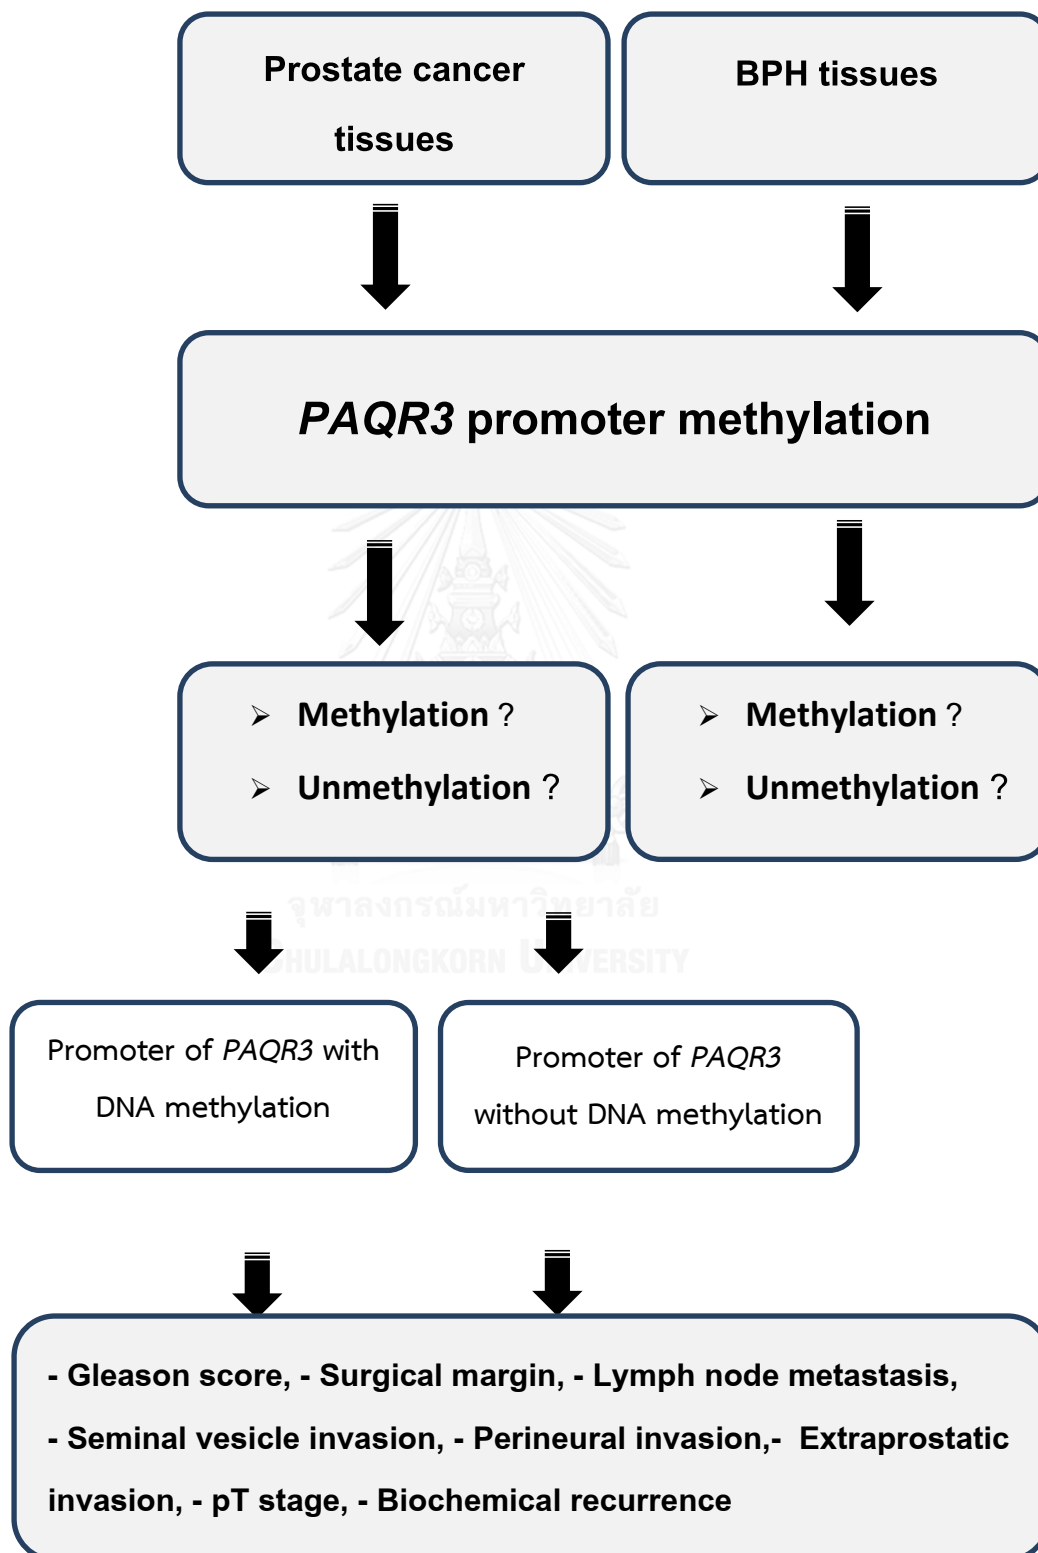 Prostate cancer
tissues
BPH tissues
PAQR3 promoter methylation
➢ Methylation ?
➢ Unmethylation ?
➢ Methylation ?
➢ Unmethylation ?
จุฬาลงกรณ์มหาวิทยาลัย
CHULALONGKORN UNIVERSITY
Promoter of PAQR3 with
DNA methylation
Promoter of PAQR3
without DNA methylation
- Gleason score, - Surgical margin, - Lymph node metastasis,
- Seminal vesicle invasion, - Perineural invasion,- Extraprostatic
invasion, - pT stage, - Biochemical recurrence